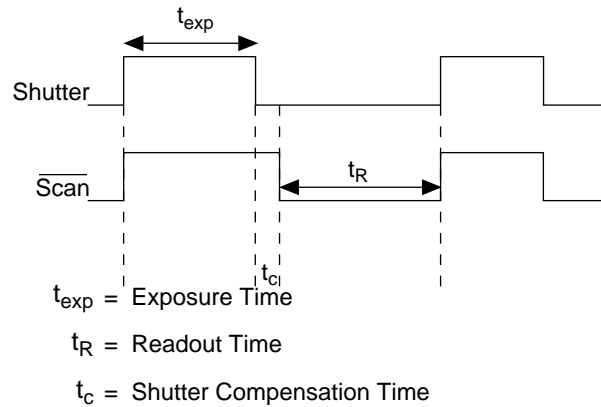 t_exp
Shutter
t_R
Scan
t_c
t_exp = Exposure Time
t_R = Readout Time
t_c = Shutter Compensation Time